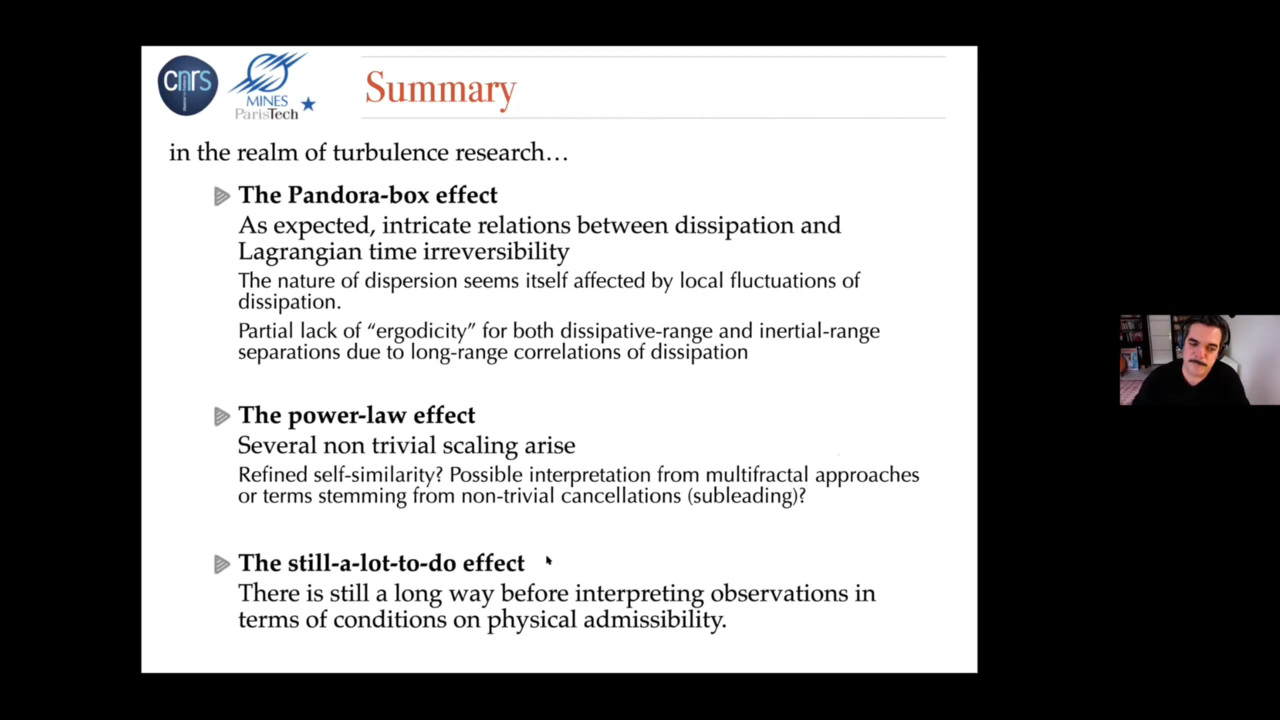 cnrs
MINES
ParisTech
Summary
in the realm of turbulence research…
The Pandora-box effect
As expected, intricate relations between dissipation and
Lagrangian time irreversibility
The nature of dispersion seems itself affected by local fluctuations of
dissipation.
Partial lack of “ergodicity” for both dissipative-range and inertial-range
separations due to long-range correlations of dissipation
The power-law effect
Several non trivial scaling arise
Refined self-similarity? Possible interpretation from multifractal approaches
or terms stemming from non-trivial cancellations (subleading)?
The still-a-lot-to-do effect
There is still a long way before interpreting observations in
terms of conditions on physical admissibility.